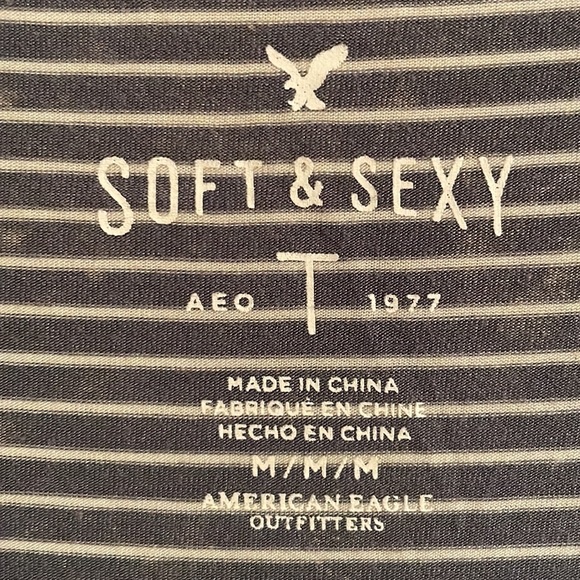 SOFT & SEXY
T
AEO 1977
MADE IN CHINA
FABRIQUÉ EN CHINE
HECHO EN CHINA
M/M/M
AMERICAN EAGLE
OUTFITTERS